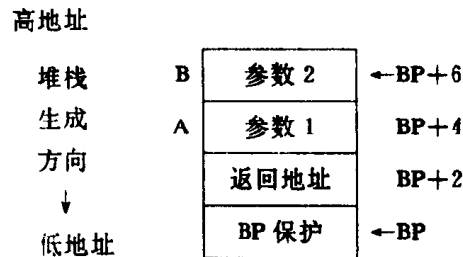 高地址
堆栈
生成
方向
↓
低地址
B 参数 2 ←BP+6
A 参数 1 BP+4
返回地址 BP+2
BP 保护 ←BP